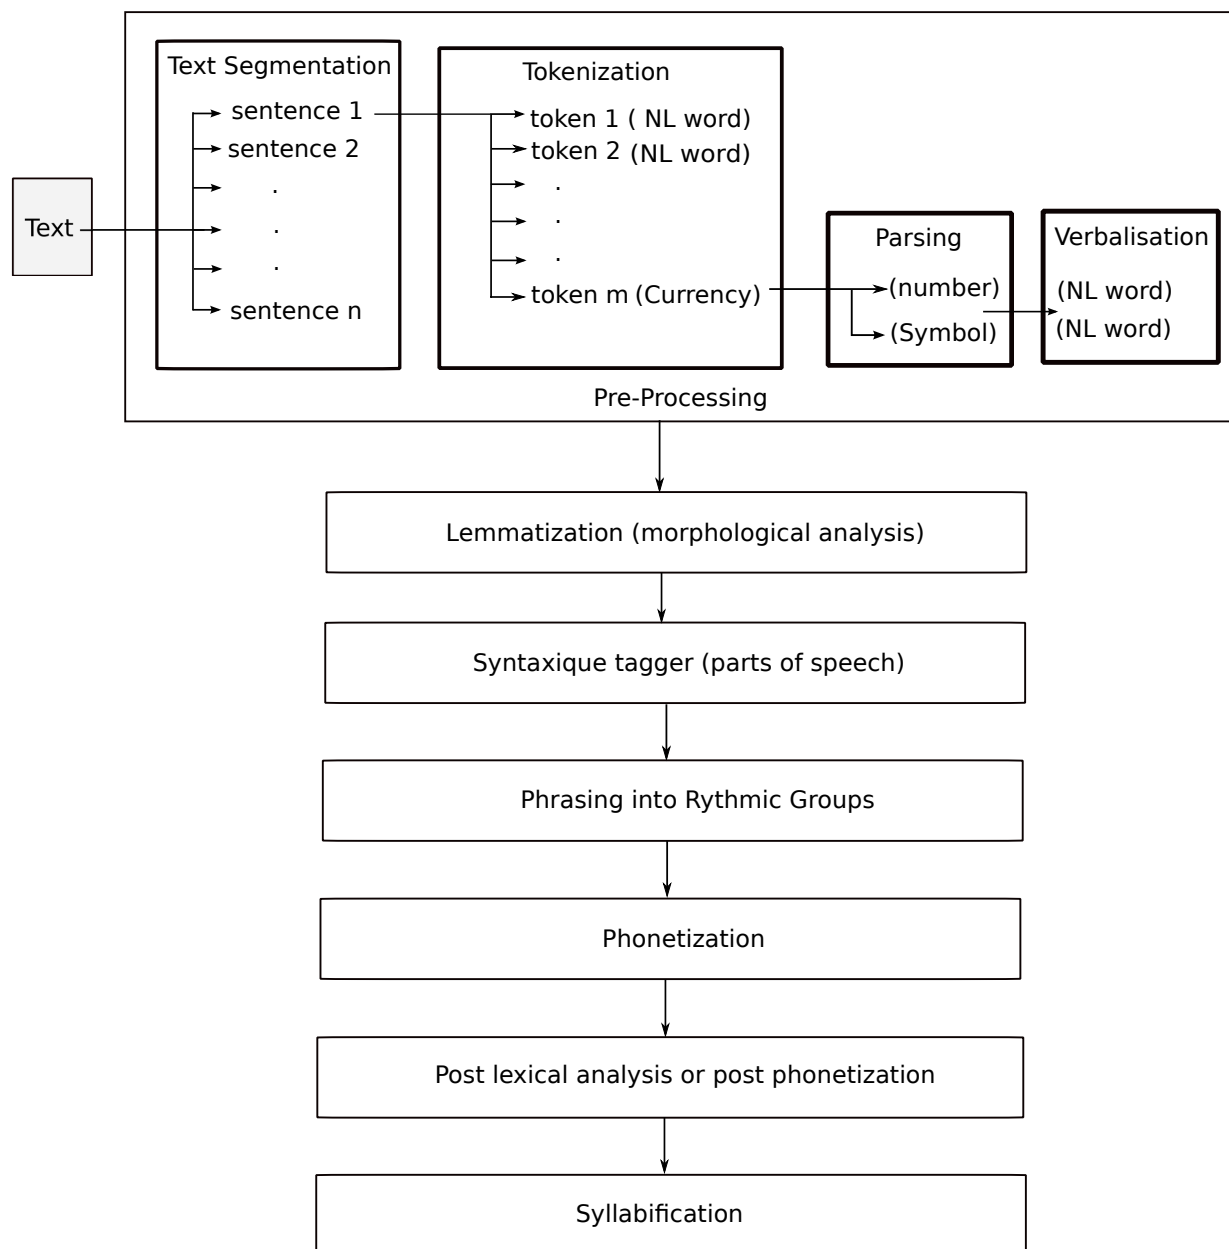 Text
Text Segmentation
sentence 1
sentence 2
.
.
.
sentence n
Tokenization
token 1 ( NL word)
token 2 (NL word)
.
.
.
token m (Currency)
Parsing
(number)
(Symbol)
Verbalisation
(NL word)
(NL word)
Pre-Processing
Lemmatization (morphological analysis)
Syntaxique tagger (parts of speech)
Phrasing into Rythmic Groups
Phonetization
Post lexical analysis or post phonetization
Syllabification